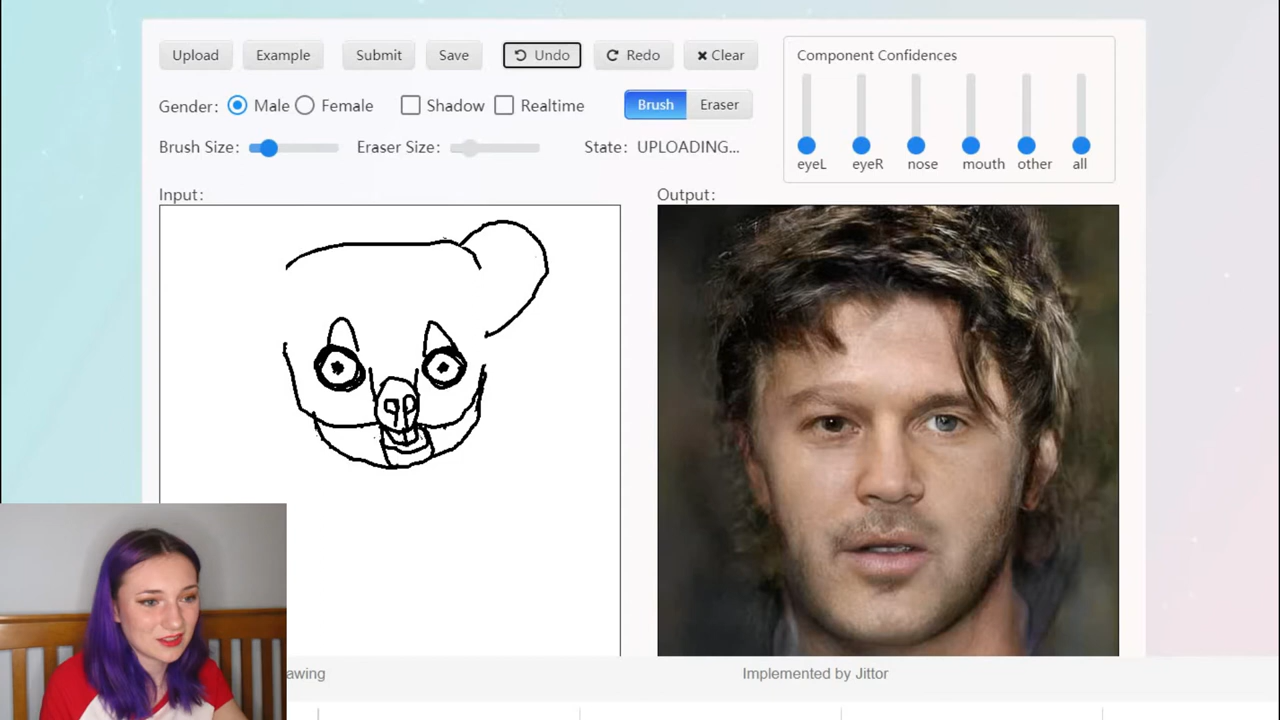 Upload Example Submit Save Undo Redo Clear
Component Confidences
Gender: Male Female Shadow Realtime Brush Eraser
Brush Size: Eraser Size: State: UPLOADING...
eyeL eyeR nose mouth other all
Input: Output:
awing Implemented by Jittor